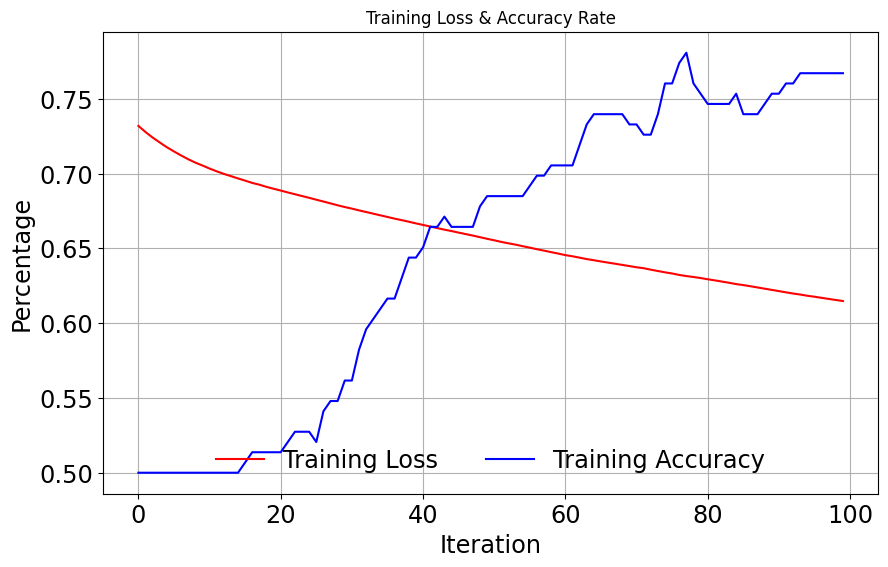 Training Loss & Accuracy Rate
Percentage
0.75
0.70
0.65
0.60
0.55
0.50
Training Loss Training Accuracy
0 20 40 60 80 100
Iteration